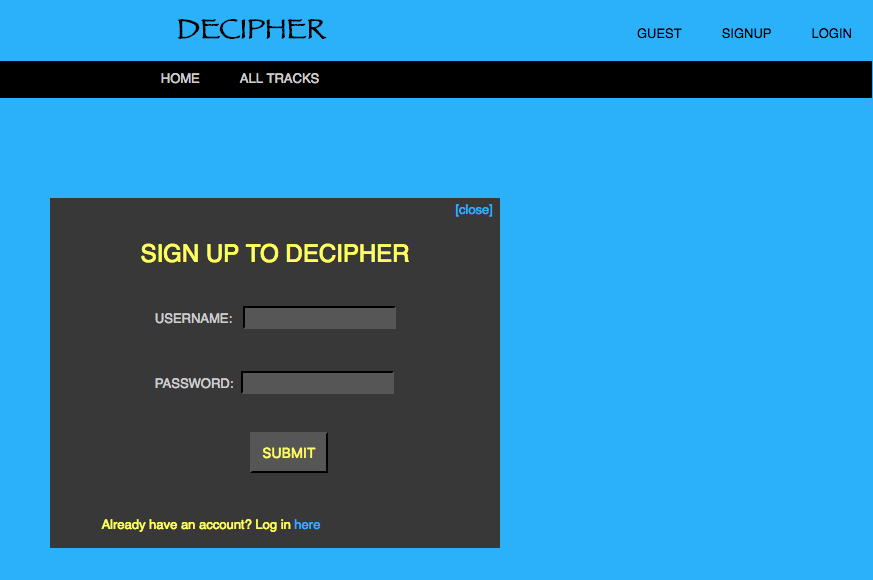 DECIPHER
GUEST SIGNUP LOGIN
HOME ALL TRACKS
[close]
SIGN UP TO DECIPHER
USERNAME:
PASSWORD:
SUBMIT
Already have an account? Log in here